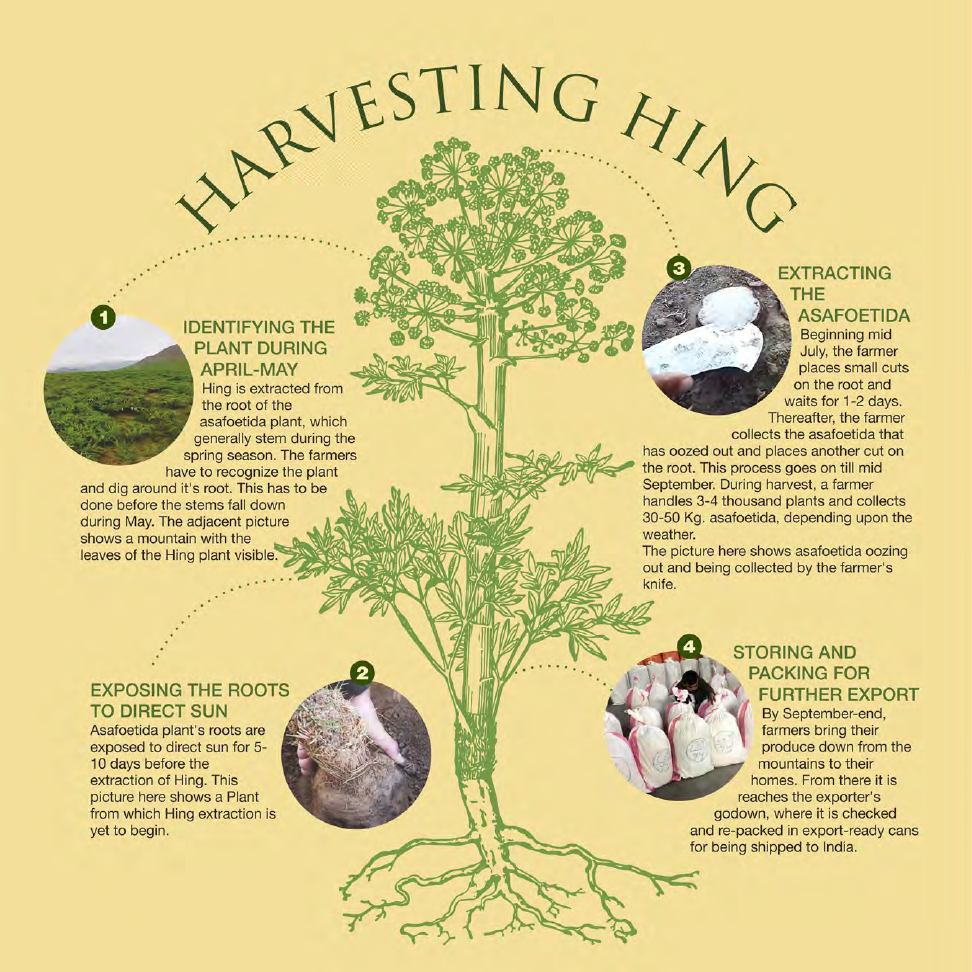 HARVESTING HING
1
IDENTIFYING THE
PLANT DURING
APRIL-MAY
Hing is extracted from
the root of the
asafoetida plant, which
generally stem during the
spring season. The farmers
have to recognize the plant
and dig around it's root. This has to be
done before the stems fall down
during May. The adjacent picture
shows a mountain with the
leaves of the Hing plant visible.
2
EXPOSING THE ROOTS
TO DIRECT SUN
Asafoetida plant's roots are
exposed to direct sun for 5-
10 days before the
extraction of Hing. This
picture here shows a Plant
from which Hing extraction is
yet to begin.
3
EXTRACTING
THE
ASAFOETIDA
Beginning mid
July, the farmer
places small cuts
on the root and
waits for 1-2 days.
Thereafter, the farmer
collects the asafoetida that
has oozed out and places another cut on
the root. This process goes on till mid
September. During harvest, a farmer
handles 3-4 thousand plants and collects
30-50 Kg. asafoetida, depending upon the
weather.
The picture here shows asafoetida oozing
out and being collected by the farmer's
knife.
4
STORING AND
PACKING FOR
FURTHER EXPORT
By September-end,
farmers bring their
produce down from the
mountains to their
homes. From there it is
reaches the exporter's
godown, where it is checked
and re-packed in export-ready cans
for being shipped to India.